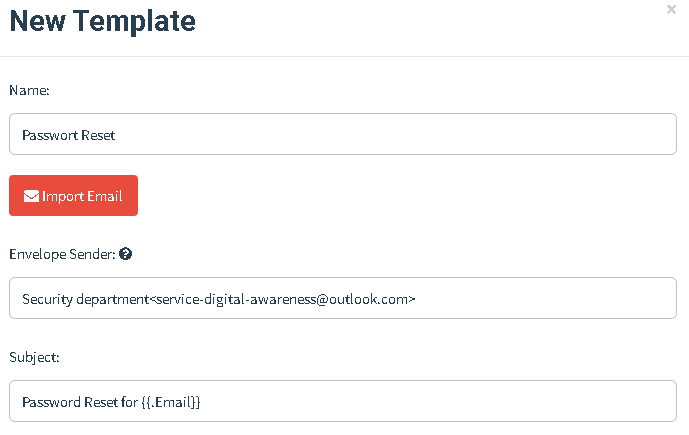 New Template
×
Name:
Passwort Reset
Import Email
Envelope Sender:
Security department<service-digital-awareness@outlook.com>
Subject:
Password Reset for {{.Email}}